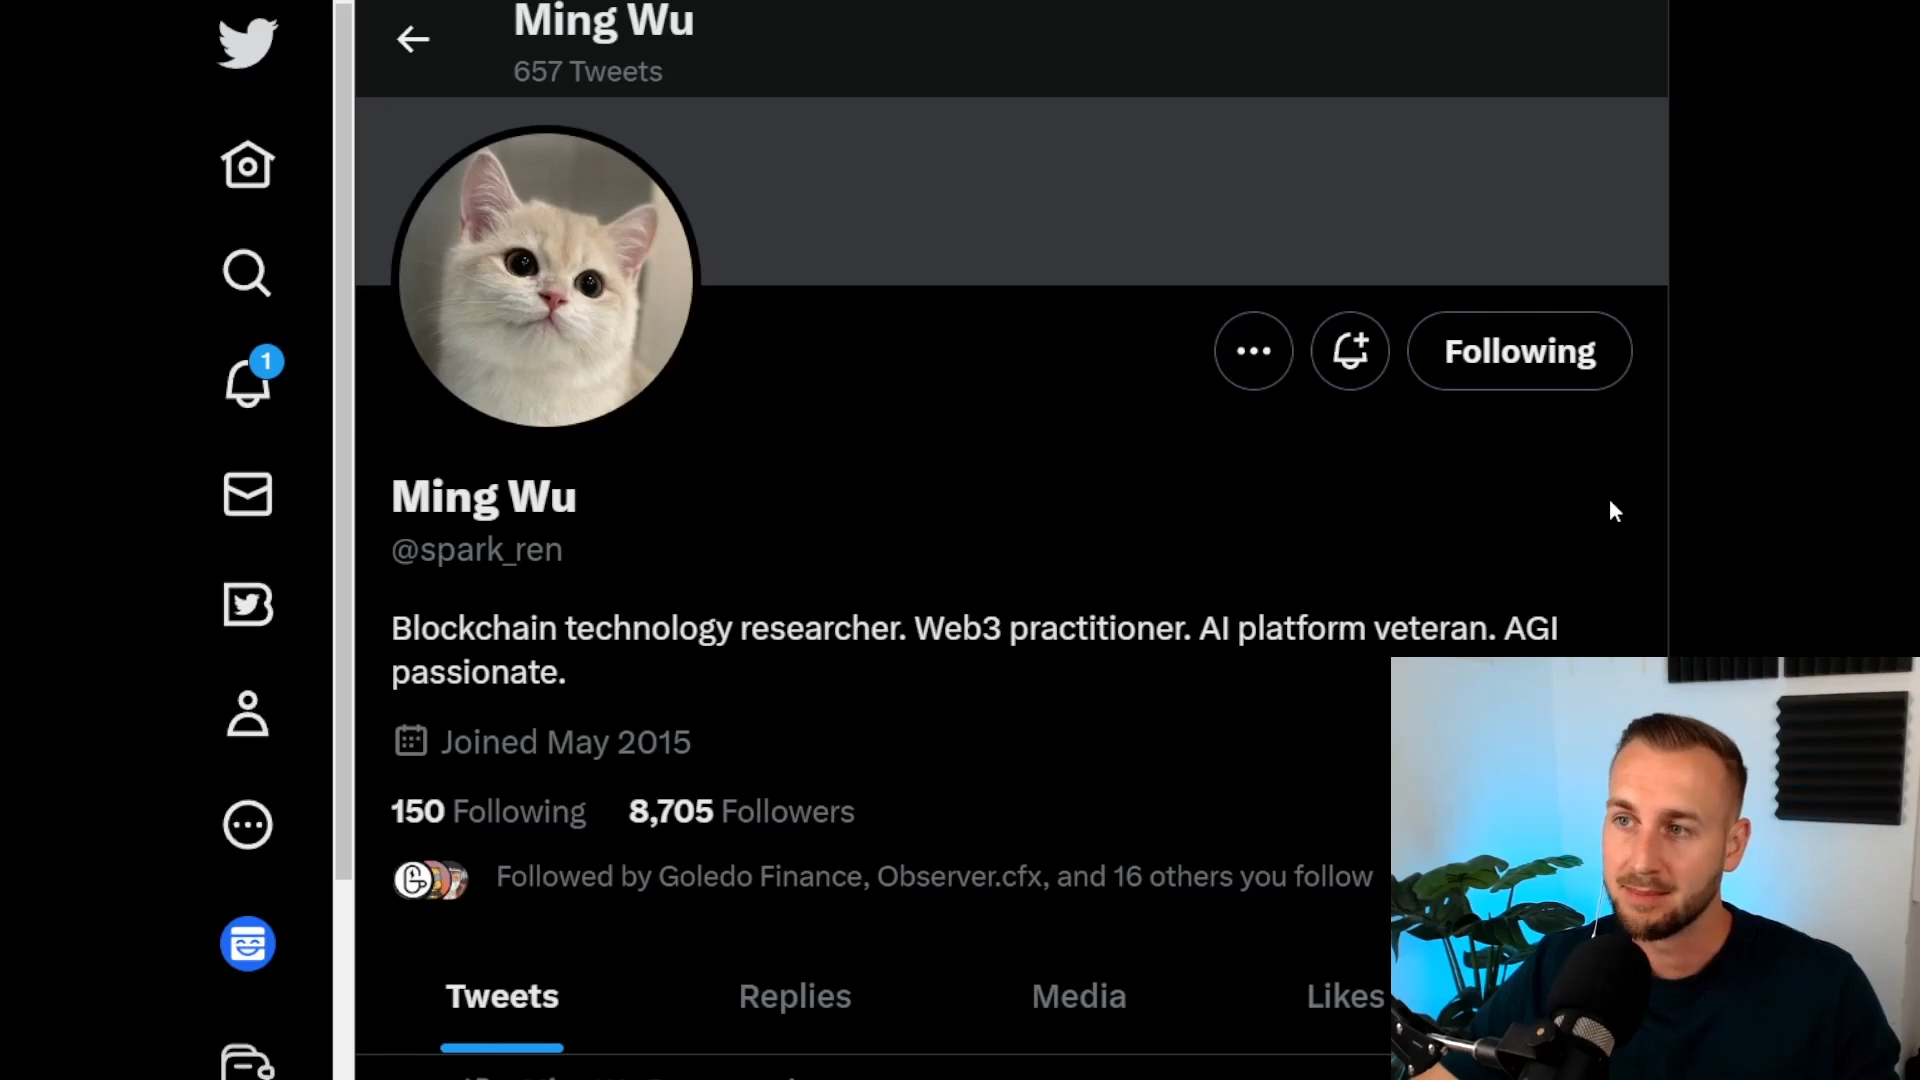 Ming Wu
657 Tweets
1
Following
Ming Wu
@spark_ren
Blockchain technology researcher. Web3 practitioner. AI platform veteran. AGI
passionate.
Joined May 2015
150 Following 8,705 Followers
Followed by Goledo Finance, Observer.cfx, and 16 others you follow
Tweets Replies Media Likes